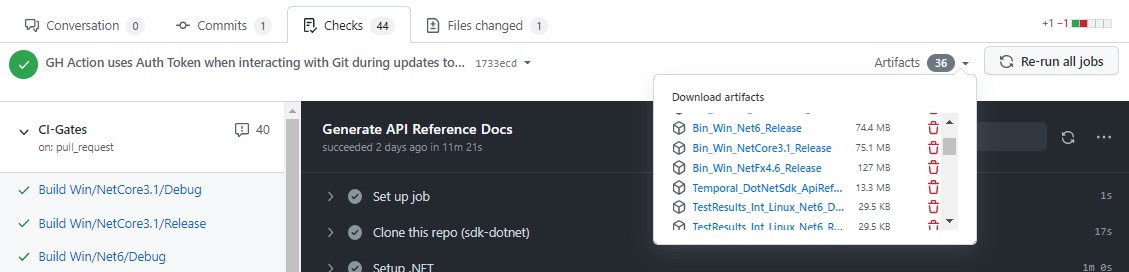 Conversation 0 Commits 1 Checks 44 Files changed 1 +1 −1
GH Action uses Auth Token when interacting with Git during updates to... 1733ecd Artifacts 36 Re-run all jobs
Download artifacts
Bin_Win_Net6_Release 74.4 MB
Bin_Win_NetCore3.1_Release 75.1 MB
Bin_Win_NetFx4.6_Release 127 MB
Temporal_DotNetSdk_ApiRef... 13.3 MB
TestResults_Int_Linux_Net6_D... 29.5 KB
TestResults_Int_Linux_Net6_R... 29.5 KB
CI-Gates 40
on: pull_request
Build Win/NetCore3.1/Debug
Build Win/NetCore3.1/Release
Build Win/Net6/Debug
Generate API Reference Docs
succeeded 2 days ago in 11m 21s
Set up job 1s
Clone this repo (sdk-dotnet) 17s
Setup .NET 1m 0s